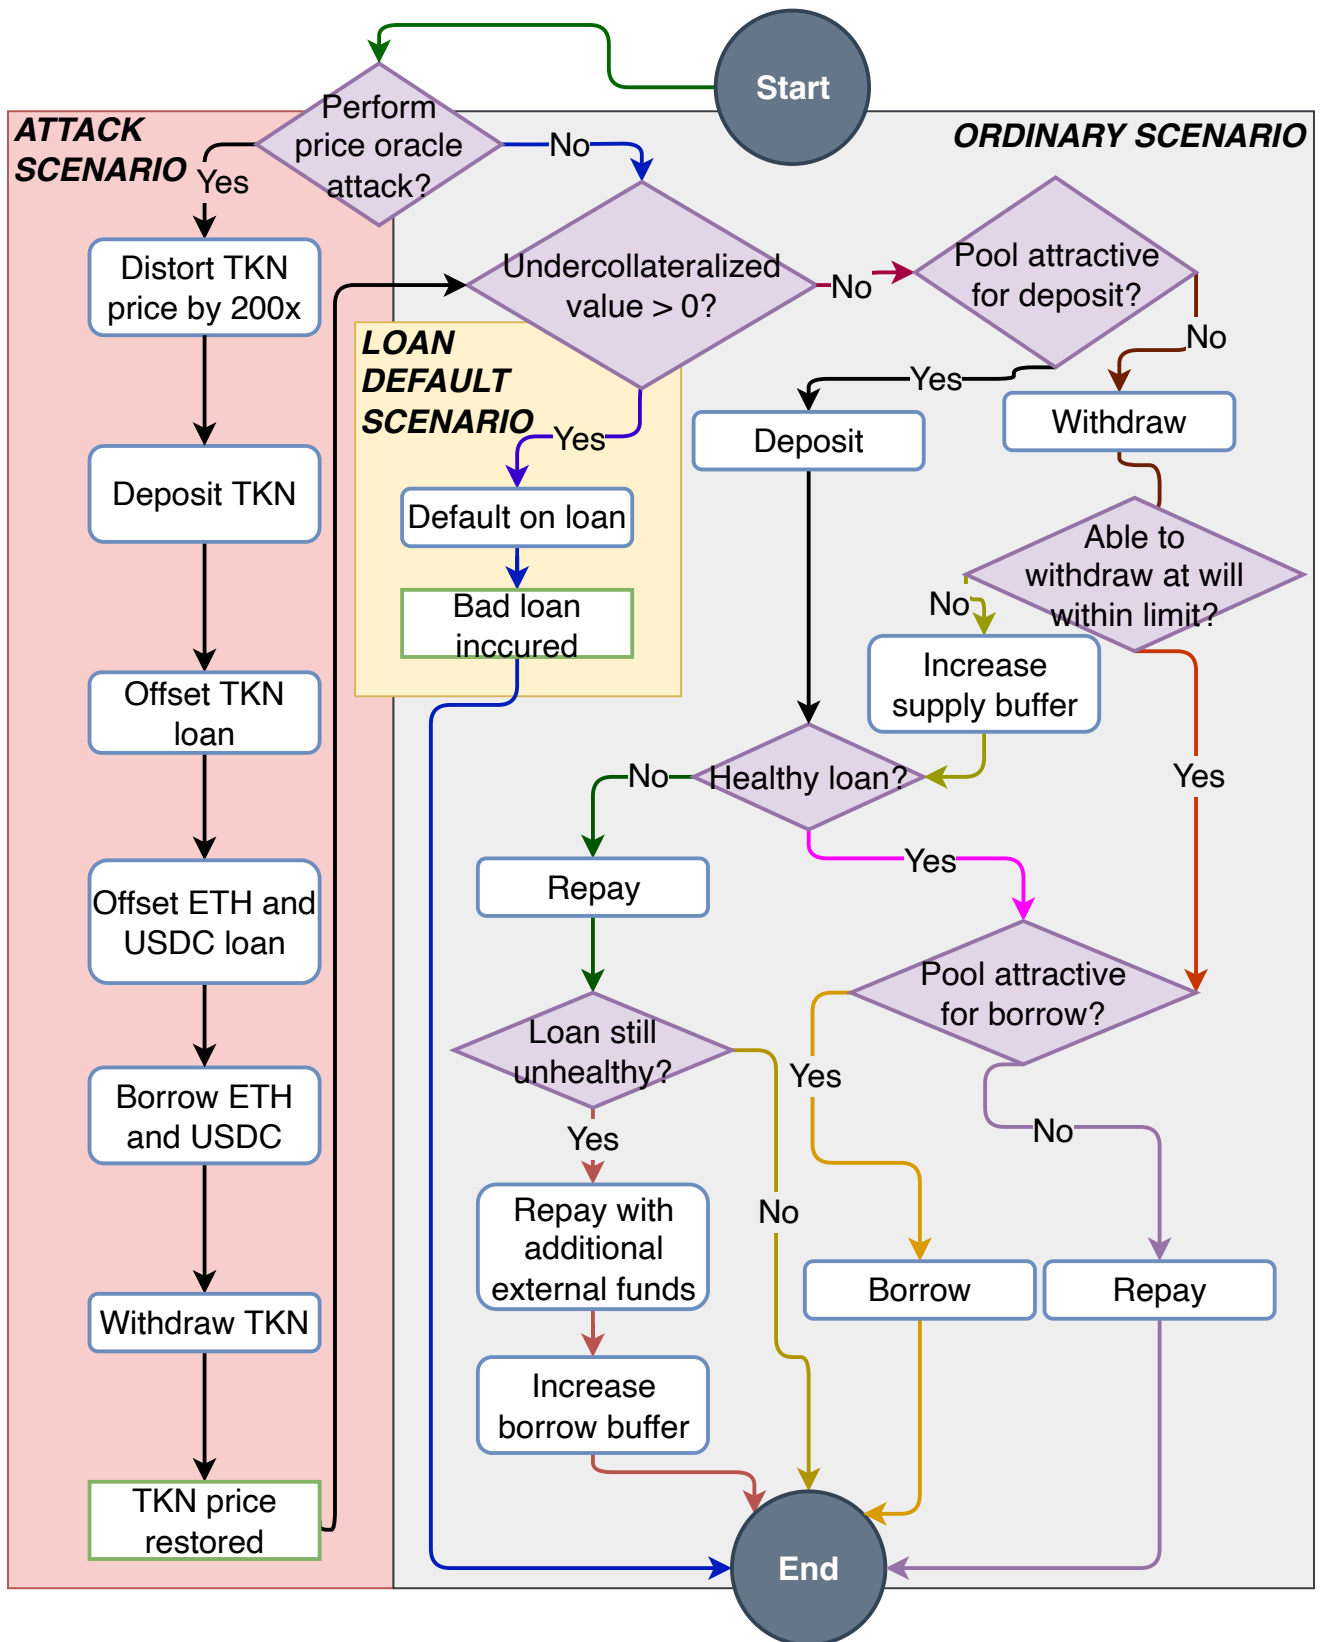 Start
Perform
price oracle
attack?
ATTACK
SCENARIO
Yes
No
ORDINARY SCENARIO
Distort TKN
price by 200x
Deposit TKN
Offset TKN
loan
Offset ETH and
USDC loan
Borrow ETH
and USDC
Withdraw TKN
TKN price
restored
Undercollateralized
value > 0?
No
LOAN
DEFAULT
SCENARIO
Yes
Default on loan
Bad loan
inccured
Pool attractive
for deposit?
Yes
No
Deposit
Withdraw
Able to
withdraw at will
within limit?
No
Increase
supply buffer
Yes
Healthy loan?
No
Yes
Repay
Loan still
unhealthy?
Yes
No
Repay with
additional
external funds
Increase
borrow buffer
Pool attractive
for borrow?
Yes
No
Borrow
Repay
End